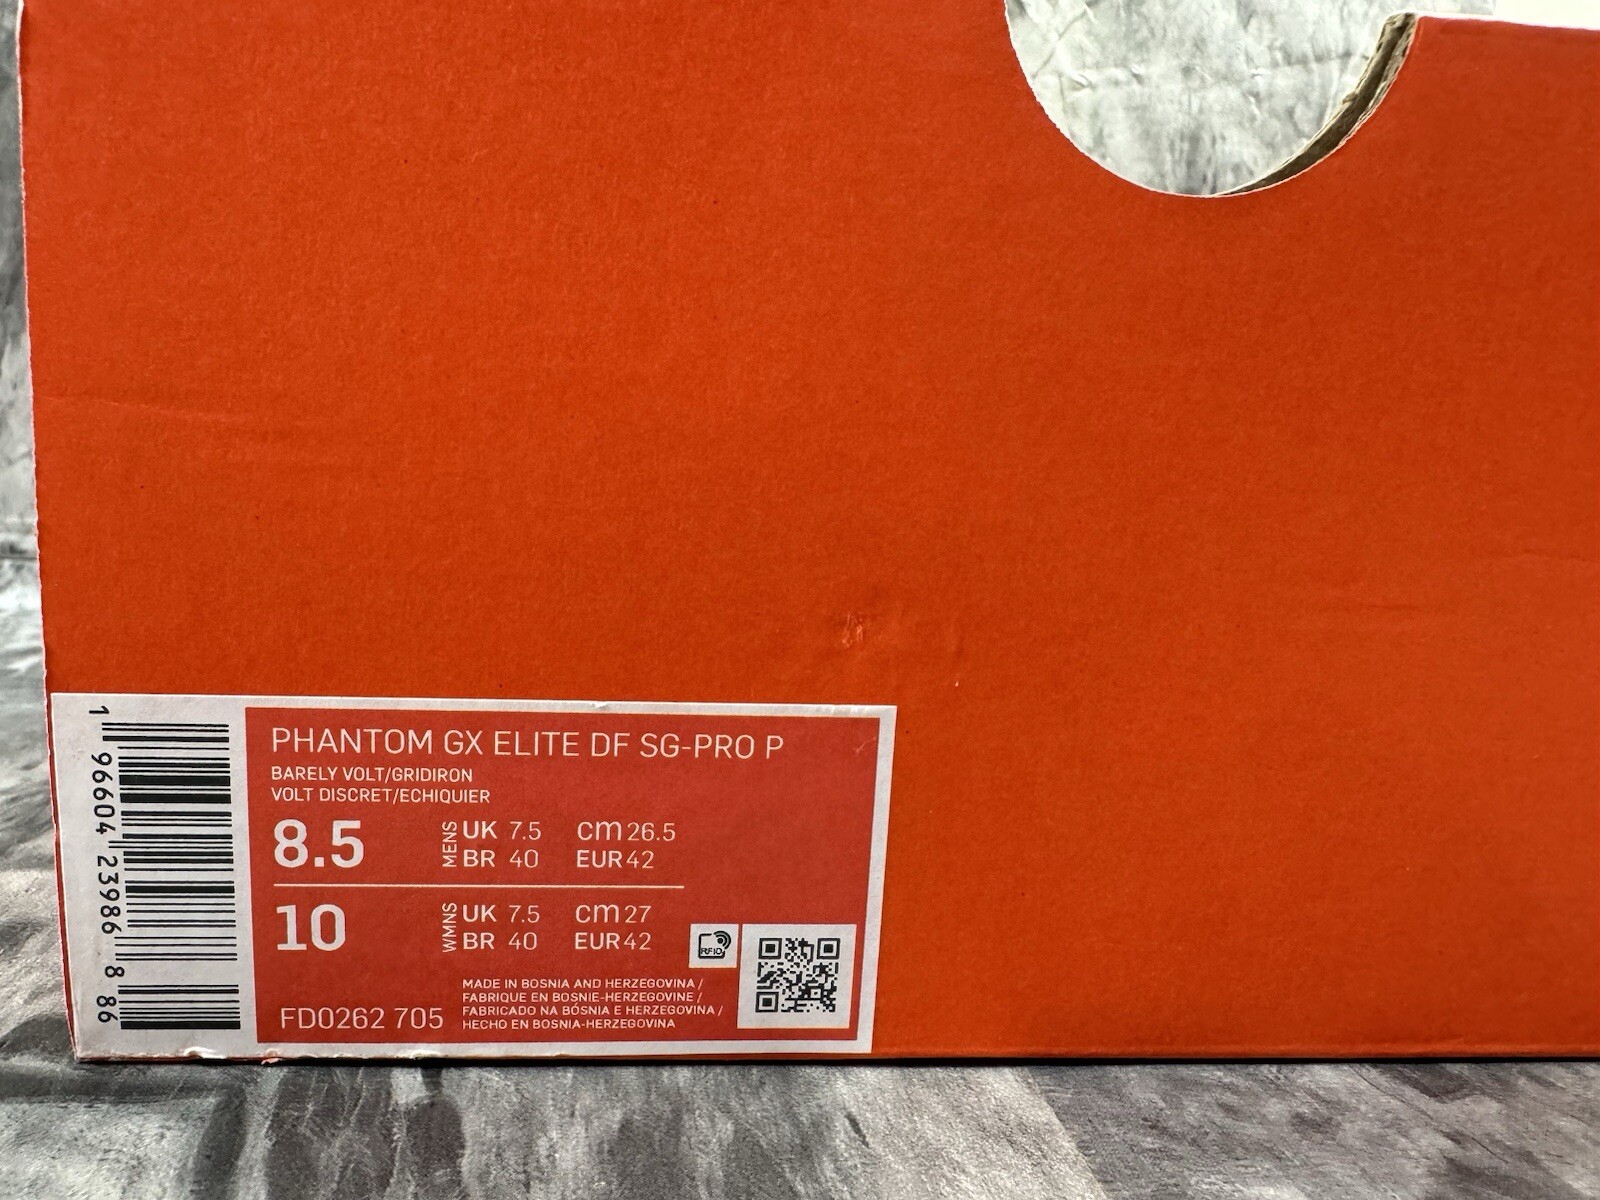 PHANTOM GX ELITE DF SG-PRO P
BARELY VOLT/GRIDIRON
VOLT DISCRET/ECHIQUIER
8.5 MENS UK 7.5 cm 26.5
BR 40 EUR 42
10 WMNS UK 7.5 cm 27
BR 40 EUR 42
RFID
MADE IN BOSNIA AND HERZEGOVINA /
FABRIQUE EN BOSNIE-HERZEGOVINE /
FABRICADO NA BÓSNIA E HERZEGOVINA /
HECHO EN BOSNIA-HERZEGOVINA
FD0262 705
1 96604 23986 8 86